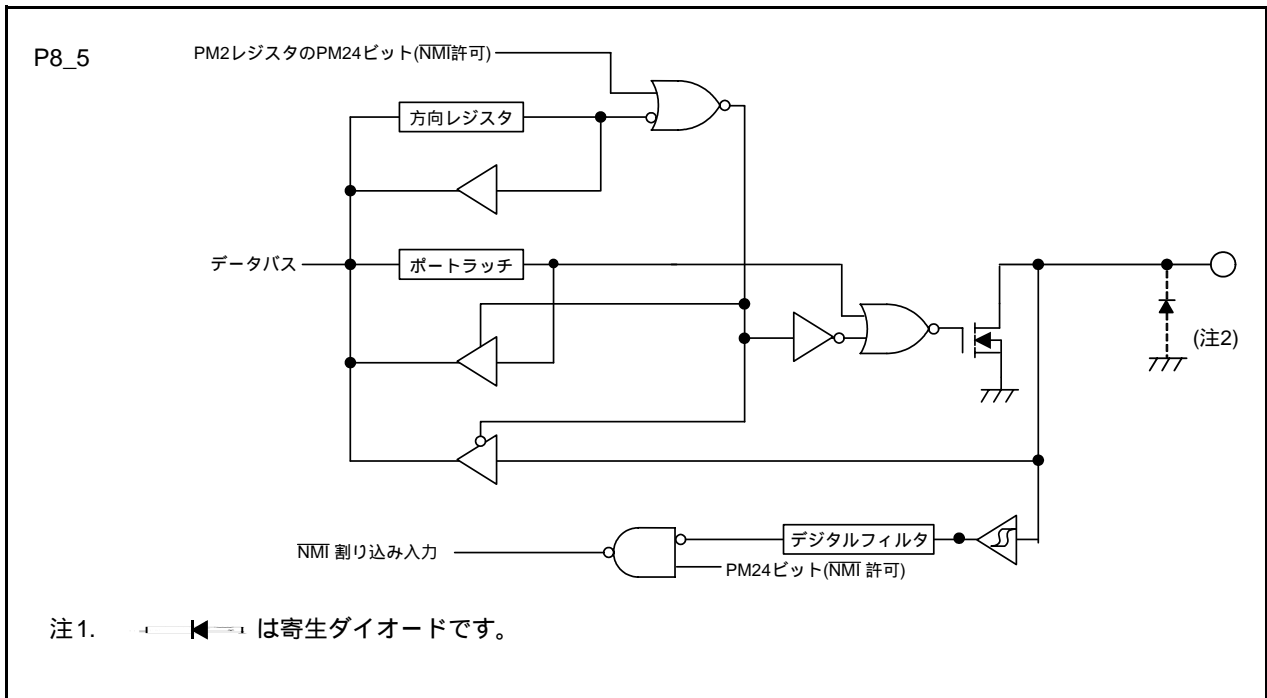 P8_5
PM2レジスタのPM24ビット(NMI許可)
方向レジスタ
データバス
ポートラッチ
(注2)
デジタルフィルタ
NMI 割り込み入力
PM24ビット(NMI 許可)
注1. は寄生ダイオードです。